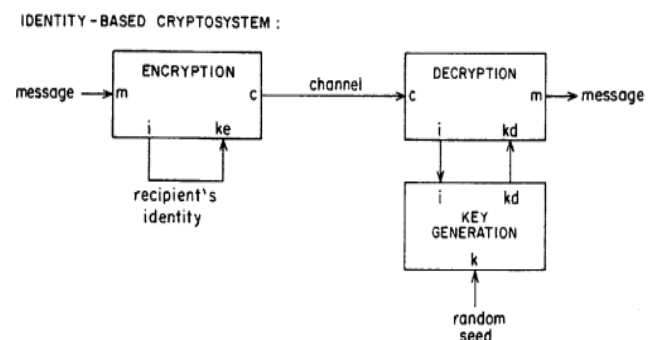 IDENTITY-BASED CRYPTOSYSTEM:
ENCRYPTION
message
m
c
i
ke
recipient's
identity
channel
DECRYPTION
c
m
message
i
kd
i
kd
KEY
GENERATION
k
random
seed